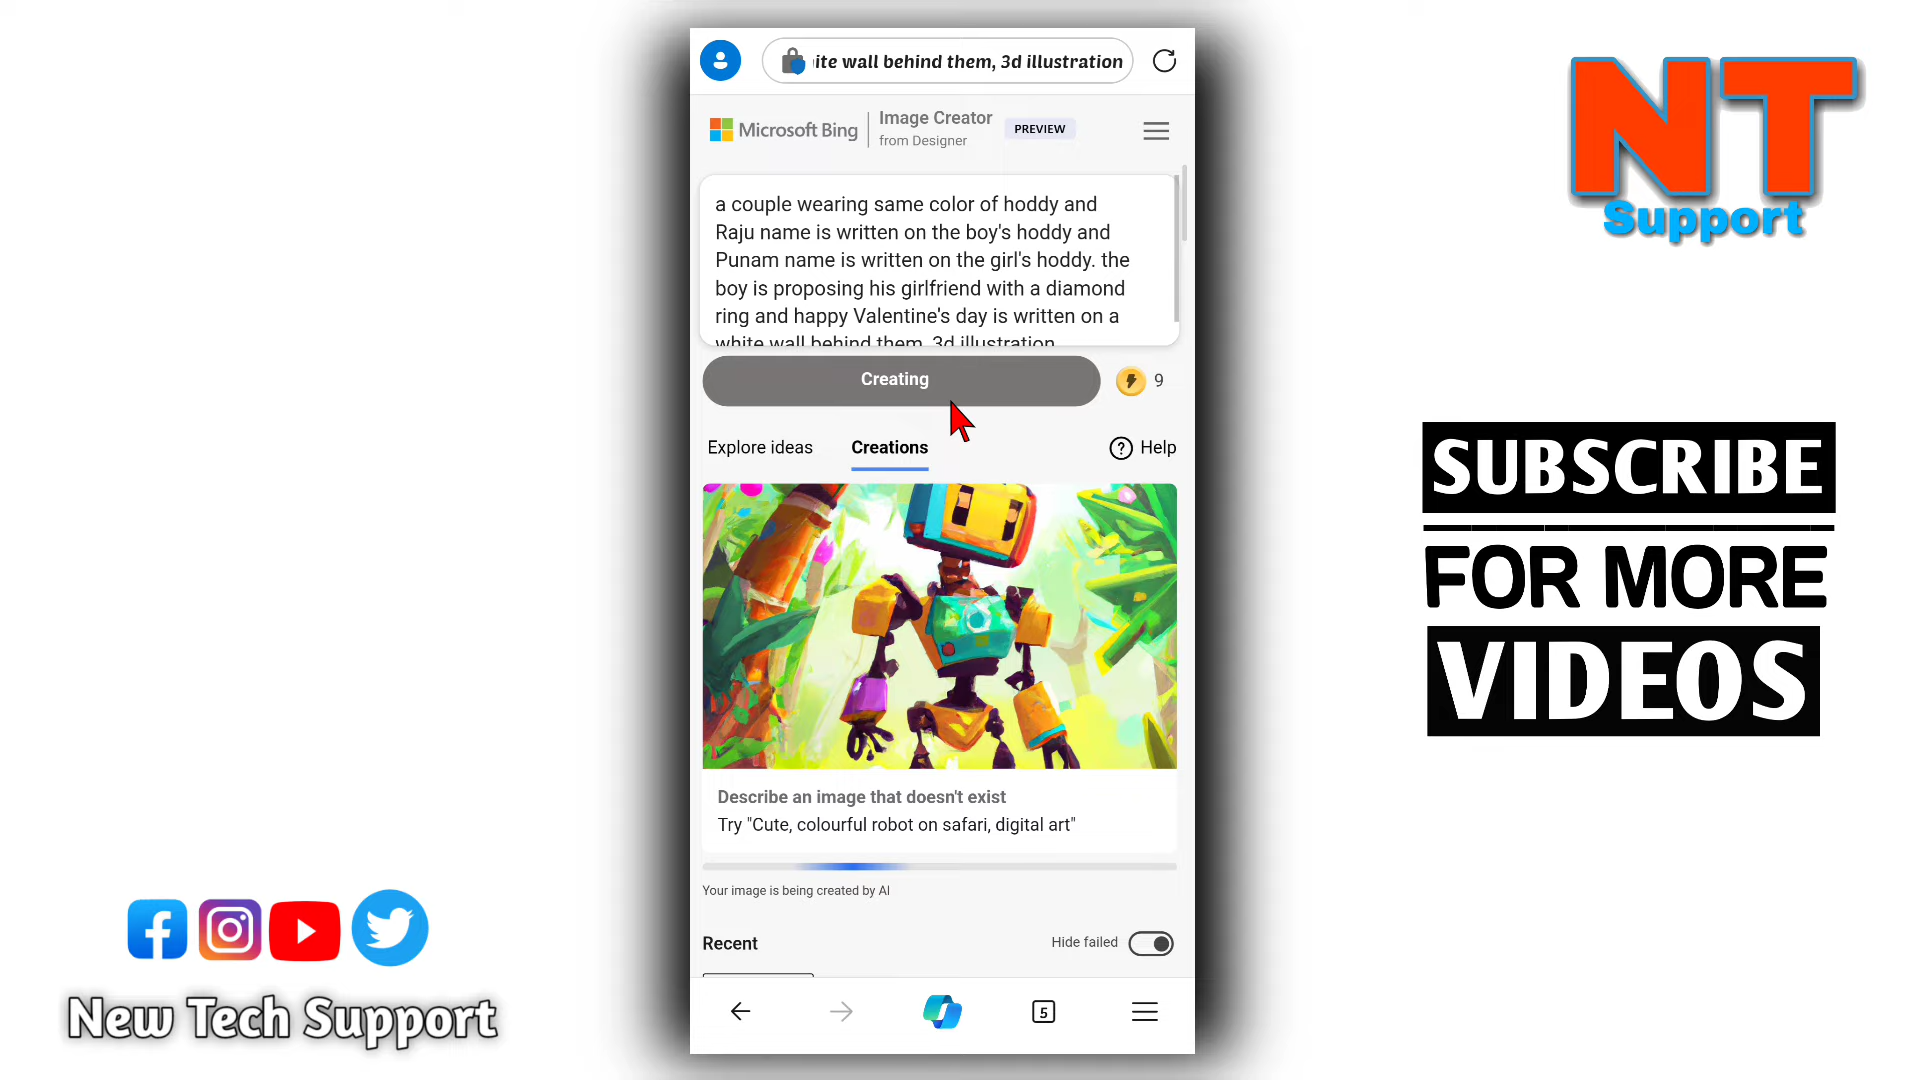 ite wall behind them, 3d illustration
Microsoft Bing
Image Creator
from Designer
PREVIEW
a couple wearing same color of hoddy and
Raju name is written on the boy's hoddy and
Punam name is written on the girl's hoddy. the
boy is proposing his girlfriend with a diamond
ring and happy Valentine's day is written on a
white wall behind them, 3d illustration
Creating
9
Explore ideas
Creations
Help
Describe an image that doesn't exist
Try "Cute, colourful robot on safari, digital art"
Your image is being created by AI
Recent
Hide failed
5
NT
Support
SUBSCRIBE
FOR MORE
VIDEOS
New Tech Support